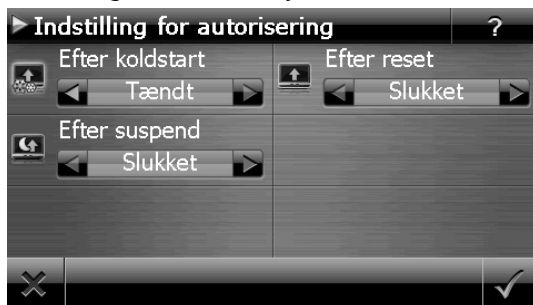 Indstilling for autorisering ?
Efter koldstart
Tændt
Efter reset
Slukket
Efter suspend
Slukket